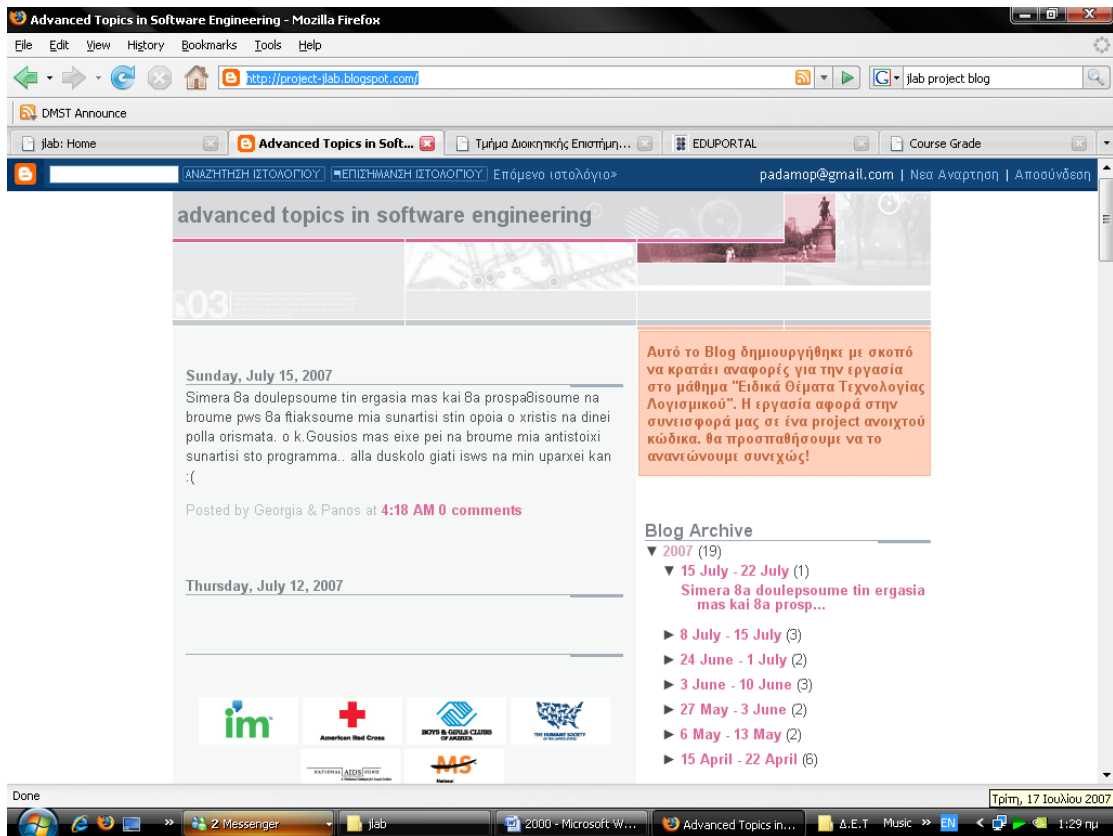 Advanced Topics in Software Engineering - Mozilla Firefox
File Edit View History Bookmarks Tools Help
http://project-jlab.blogspot.com/
jlab project blog
DMST Announce
jlab: Home
Advanced Topics in Soft...
Τμήμα Διοικητικής Επιστήμη...
EDUPORTAL
Course Grade
ΑΝΑΖΗΤΗΣΗ ΙΣΤΟΛΟΓΙΟΥ ΕΠΙΣΗΜΑΝΣΗ ΙΣΤΟΛΟΓΙΟΥ Επόμενο ιστολόγιο»
padamop@gmail.com | Νεα Αναρτηση | Αποσύνδεση
advanced topics in software engineering
03
Sunday, July 15, 2007
Simera 8a doulepsoume tin ergasia mas kai 8a prospa8isoume na
broume pws 8a ftiaksoume mia sunartisi stin opoia o xristis na dinei
polla orismata. o k.Gousios mas eixe pei na broume mia antistoixi
sunartisi sto programma.. alla duskolo giati isws na min uparxei kan
:(
Posted by Georgia & Panos at 4:18 AM 0 comments
Thursday, July 12, 2007
im
American Red Cross
BOYS & GIRLS CLUBS
OF AMERICA
THE HUMANE SOCIETY
NATIONAL AIDS FUND
MS
National
Αυτό το Blog δημιουργήθηκε με σκοπό
να κρατάει αναφορές για την εργασία
στο μάθημα "Ειδικά Θέματα Τεχνολογίας
Λογισμικού". Η εργασία αφορά στην
συνεισφορά μας σε ένα project ανοιχτού
κώδικα. θα προσπαθήσουμε να το
ανανεώνουμε συνεχώς!
Blog Archive
▼ 2007 (19)
▼ 15 July - 22 July (1)
Simera 8a doulepsoume tin ergasia
mas kai 8a prosp...
► 8 July - 15 July (3)
► 24 June - 1 July (2)
► 3 June - 10 June (3)
► 27 May - 3 June (2)
► 6 May - 13 May (2)
► 15 April - 22 April (6)
Done
Τρίτη, 17 Ιουλίου 2007
» 2 Messenger
jlab
2000 - Microsoft W...
Advanced Topics in...
Δ.Ε.Τ Music » EN
1:29 πμ